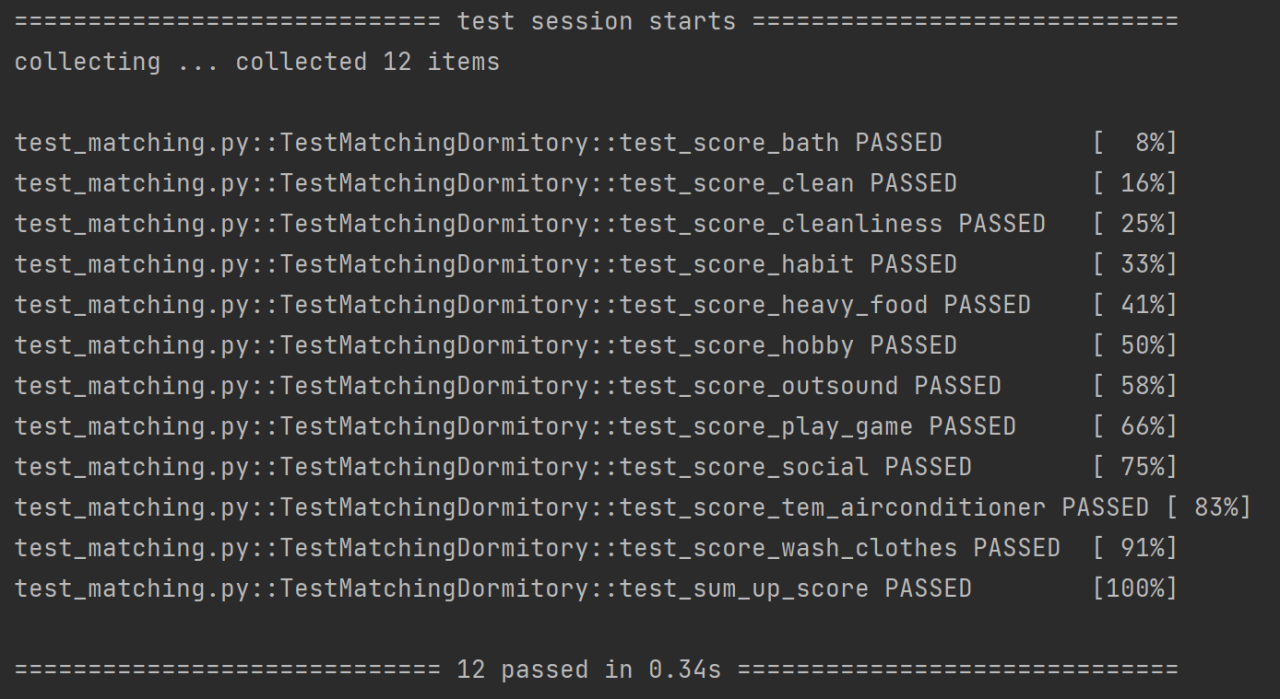 ============================= test session starts =============================
collecting ... collected 12 items
test_matching.py::TestMatchingDormitory::test_score_bath PASSED          [  8%]
test_matching.py::TestMatchingDormitory::test_score_clean PASSED         [ 16%]
test_matching.py::TestMatchingDormitory::test_score_cleanliness PASSED   [ 25%]
test_matching.py::TestMatchingDormitory::test_score_habit PASSED         [ 33%]
test_matching.py::TestMatchingDormitory::test_score_heavy_food PASSED    [ 41%]
test_matching.py::TestMatchingDormitory::test_score_hobby PASSED         [ 50%]
test_matching.py::TestMatchingDormitory::test_score_outsound PASSED      [ 58%]
test_matching.py::TestMatchingDormitory::test_score_play_game PASSED     [ 66%]
test_matching.py::TestMatchingDormitory::test_score_social PASSED        [ 75%]
test_matching.py::TestMatchingDormitory::test_score_tem_airconditioner PASSED [ 83%]
test_matching.py::TestMatchingDormitory::test_score_wash_clothes PASSED  [ 91%]
test_matching.py::TestMatchingDormitory::test_sum_up_score PASSED        [100%]
============================= 12 passed in 0.34s ==============================